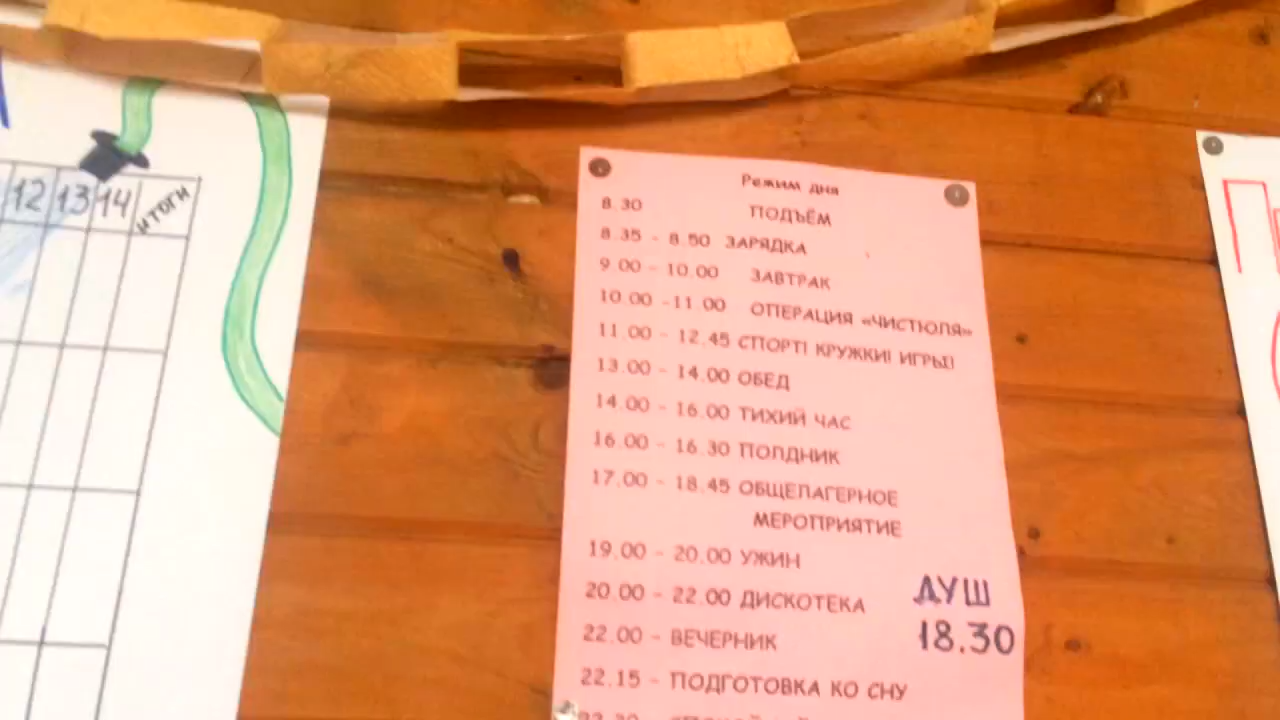 12 13 14 ИТОГИ
Режим дня
8.30 ПОДЪЁМ
8.35 - 8.50 ЗАРЯДКА
9.00 - 10.00 ЗАВТРАК
10.00 -11.00 ОПЕРАЦИЯ «ЧИСТЮЛЯ»
11.00 - 12.45 СПОРТ! КРУЖКИ! ИГРЫ!
13.00 - 14.00 ОБЕД
14.00 - 16.00 ТИХИЙ ЧАС
16.00 - 16.30 ПОЛДНИК
17.00 - 18.45 ОБЩЕЛАГЕРНОЕ
МЕРОПРИЯТИЕ
19.00 - 20.00 УЖИН
20.00 - 22.00 ДИСКОТЕКА
22.00 - ВЕЧЕРНИК
22.15 - ПОДГОТОВКА КО СНУ
ДУШ
18.30